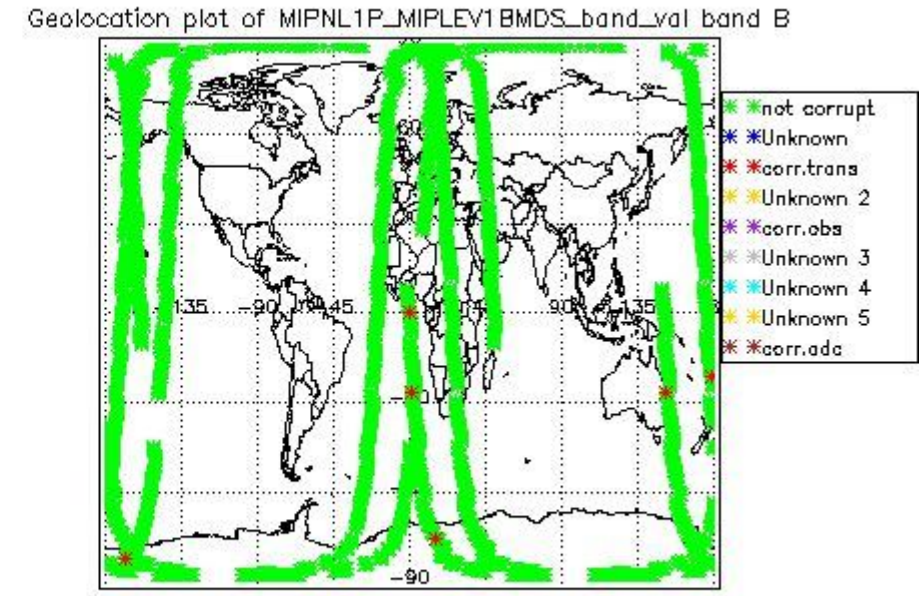 Geolocation plot of MIPNL1P_MIPLEV1BMDS_band_val band B
not corrupt
Unknown
corr.trans
Unknown 2
corr.obs
Unknown 3
Unknown 4
Unknown 5
corr.adc
60
135 -90 45 90 135
-90